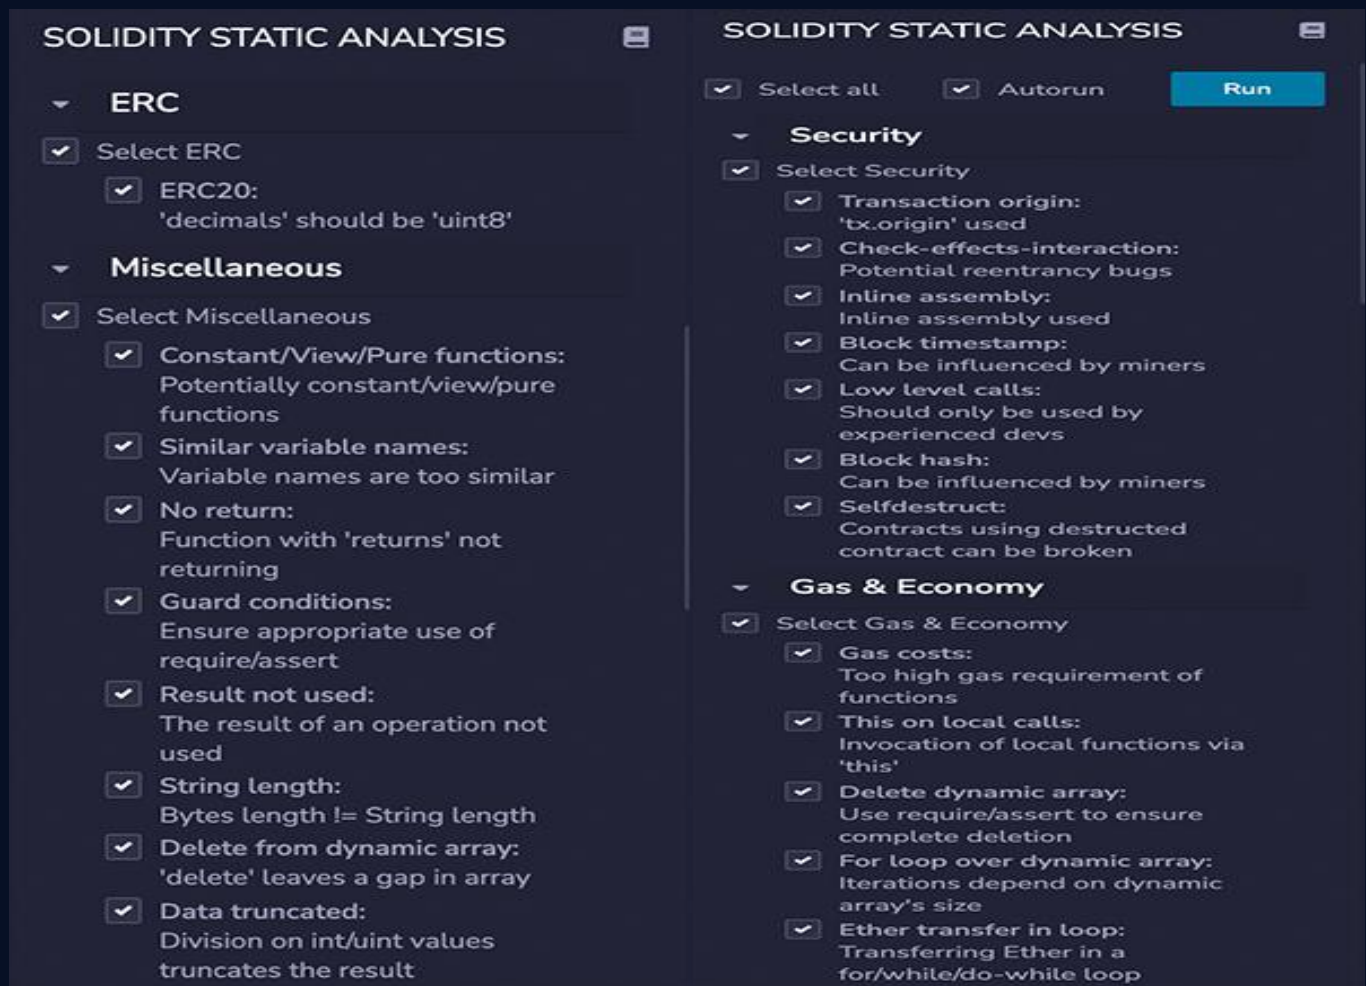 SOLIDITY STATIC ANALYSIS
ERC
Select ERC
ERC20:
'decimals' should be 'uint8'
Miscellaneous
Select Miscellaneous
Constant/View/Pure functions:
Potentially constant/view/pure
functions
Similar variable names:
Variable names are too similar
No return:
Function with 'returns' not
returning
Guard conditions:
Ensure appropriate use of
require/assert
Result not used:
The result of an operation not
used
String length:
Bytes length != String length
Delete from dynamic array:
'delete' leaves a gap in array
Data truncated:
Division on int/uint values
truncates the result
SOLIDITY STATIC ANALYSIS
Select all Autorun Run
Security
Select Security
Transaction origin:
'tx.origin' used
Check-effects-interaction:
Potential reentrancy bugs
Inline assembly:
Inline assembly used
Block timestamp:
Can be influenced by miners
Low level calls:
Should only be used by
experienced devs
Block hash:
Can be influenced by miners
Selfdestruct:
Contracts using destructed
contract can be broken
Gas & Economy
Select Gas & Economy
Gas costs:
Too high gas requirement of
functions
This on local calls:
Invocation of local functions via
'this'
Delete dynamic array:
Use require/assert to ensure
complete deletion
For loop over dynamic array:
Iterations depend on dynamic
array's size
Ether transfer in loop:
Transferring Ether in a
for/while/do-while loop